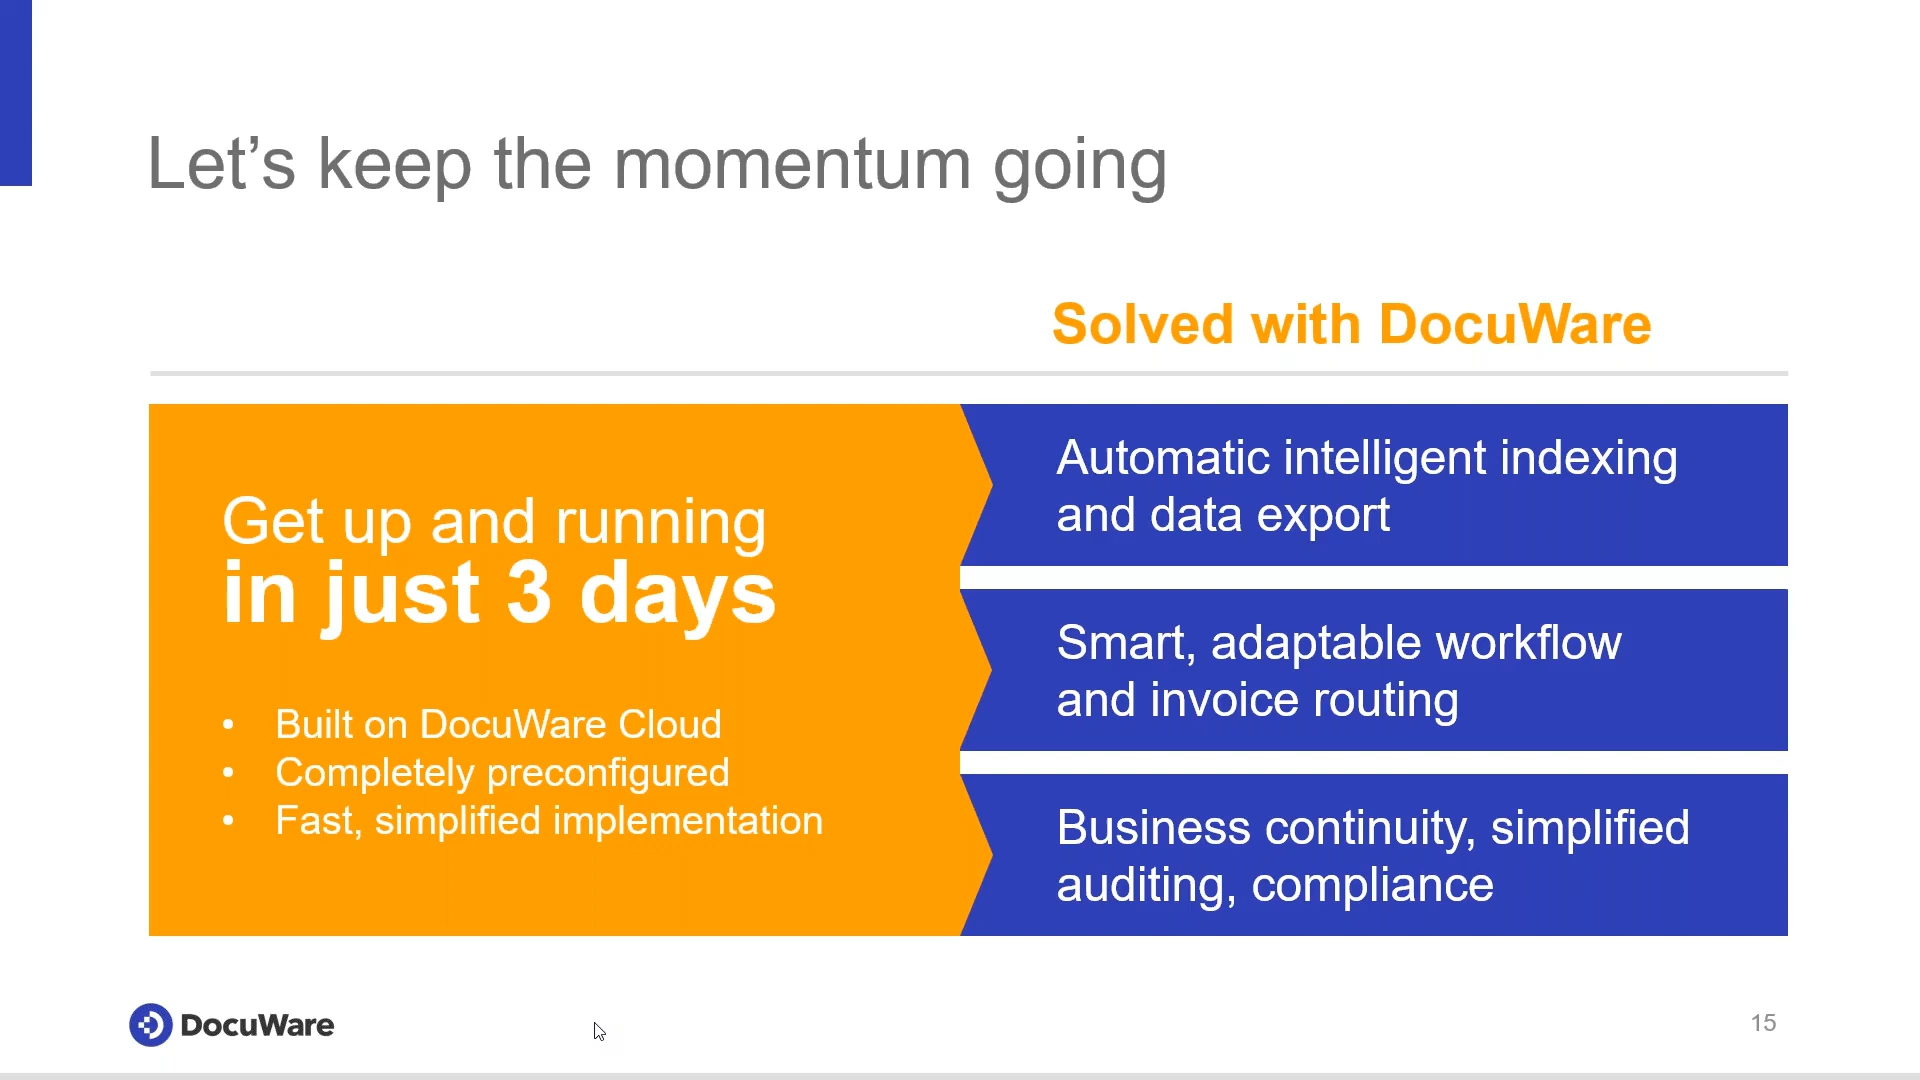 Let’s keep the momentum going
Solved with DocuWare
Get up and running
in just 3 days
• Built on DocuWare Cloud
• Completely preconfigured
• Fast, simplified implementation
Automatic intelligent indexing
and data export
Smart, adaptable workflow
and invoice routing
Business continuity, simplified
auditing, compliance
DocuWare
15